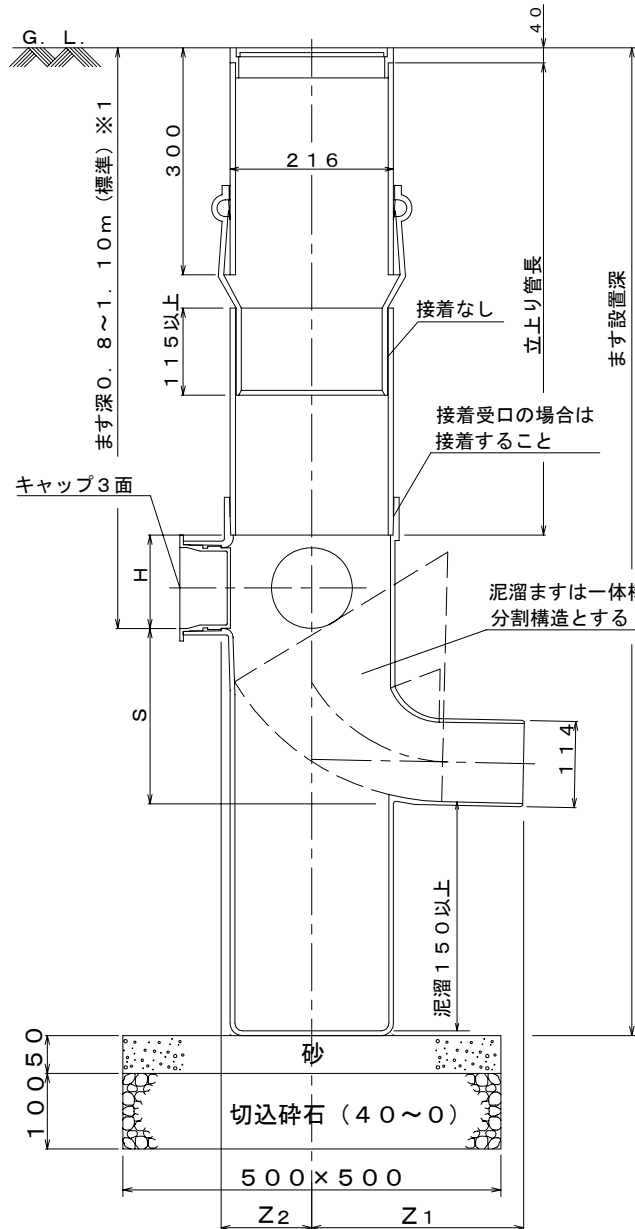 40
G. L.
300
216
ます深0. 8～1. 10m (標準) ※1
立上り管長
ます設置深
接着なし
115以上
接着受口の場合は
接着すること
キャップ3面
H
泥溜ますは一体
分割構造とする
S
114
泥溜150以上
50
砂
100
切込砕石（40～0）
500×500
Z2
Z1